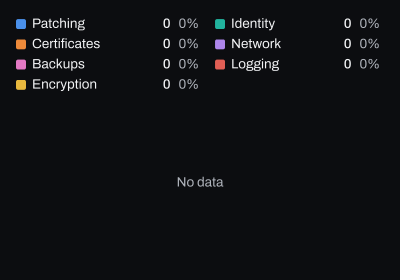 Patching 0 0% Identity 0 0%
Certificates 0 0% Network 0 0%
Backups 0 0% Logging 0 0%
Encryption 0 0%
No data